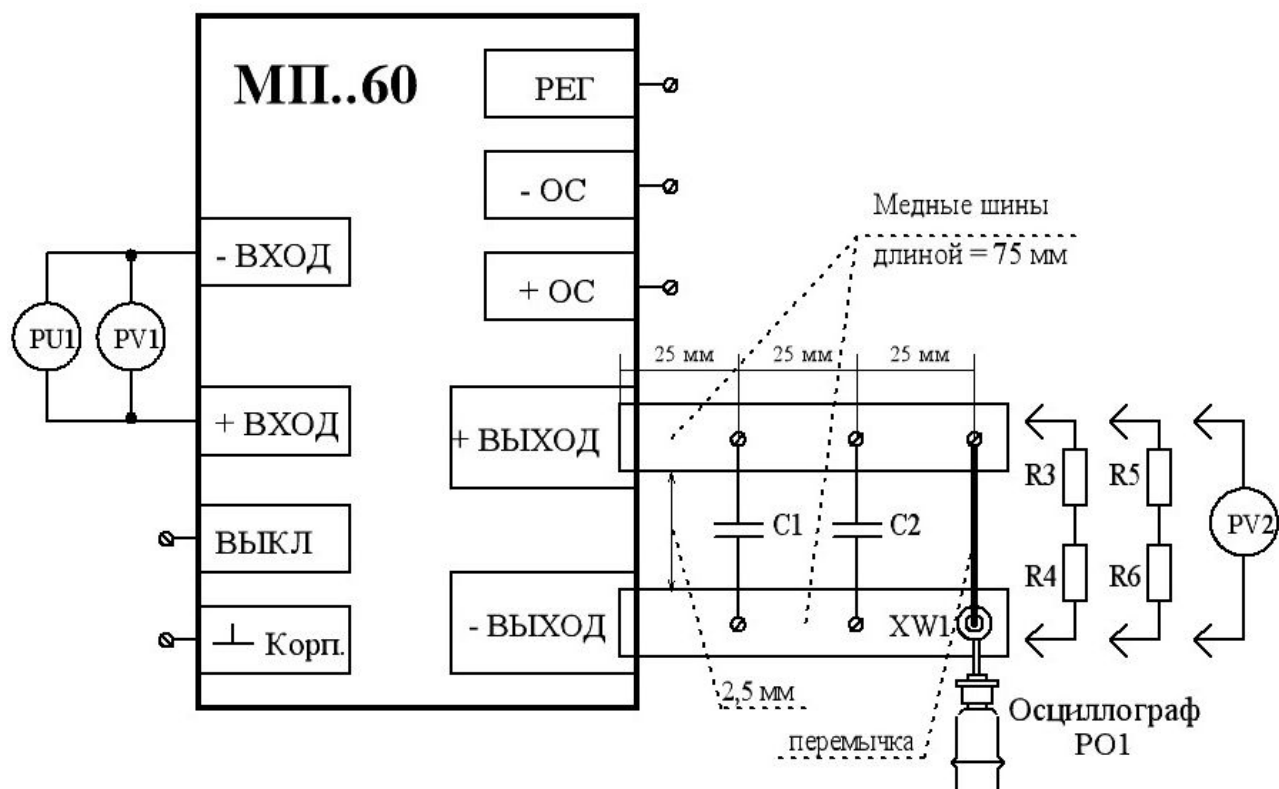 МП..60
РЕГ
- ОС
+ ОС
- ВХОД
+ ВХОД
ВЫКЛ
Корп.
+ ВЫХОД
- ВЫХОД
PU1
PV1
Медные шины
длиной = 75 мм
25 мм
25 мм
25 мм
C1
C2
R3
R5
R4
R6
PV2
XW1
2,5 мм
перемычка
Осциллограф
PO1